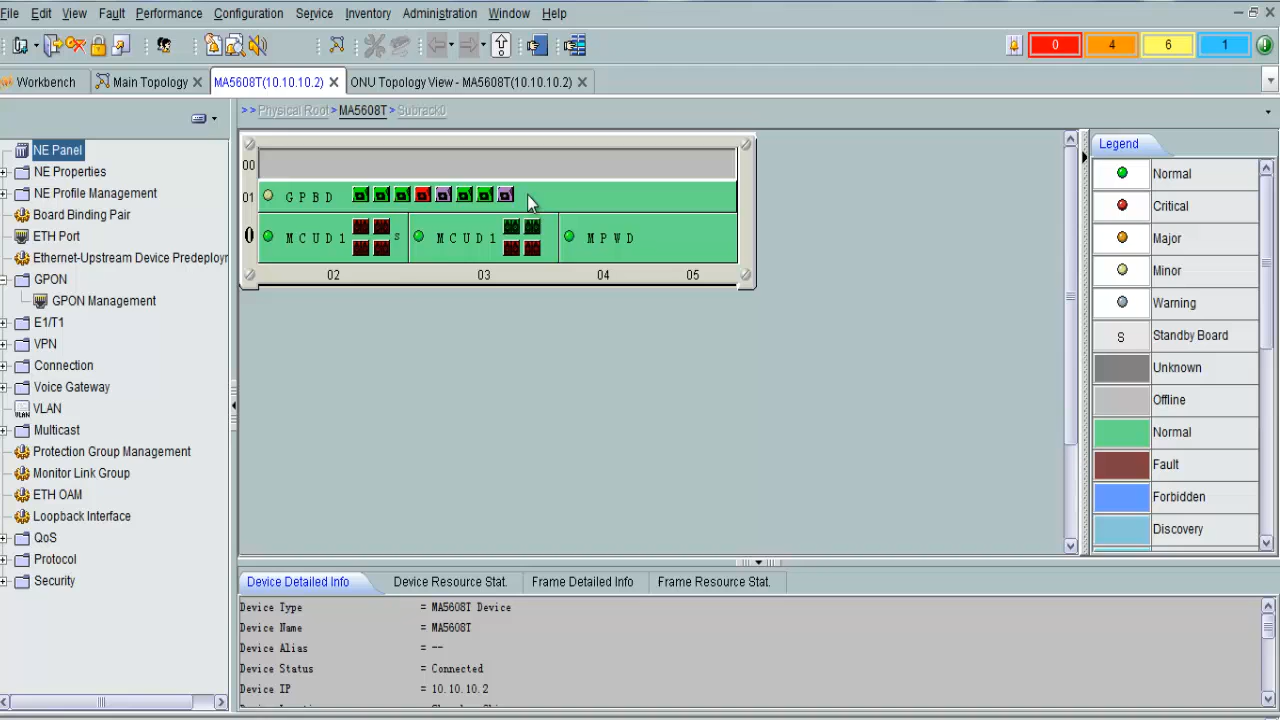 File Edit View Fault Performance Configuration Service Inventory Administration Window Help
0 4 6 1
Workbench Main Topology MA5608T(10.10.10.2) ONU Topology View - MA5608T(10.10.10.2)
>> Physical Root > MA5608T > Subrack0
NE Panel
NE Properties
NE Profile Management
Board Binding Pair
ETH Port
Ethernet-Upstream Device Predeployr
GPON
GPON Management
E1/T1
VPN
Connection
Voice Gateway
VLAN
Multicast
Protection Group Management
Monitor Link Group
ETH OAM
Loopback Interface
QoS
Protocol
Security
00
01 GPBD
0 MCUD1 s MCUD1 MPWD
02 03 04 05
Legend
Normal
Critical
Major
Minor
Warning
S Standby Board
Unknown
Offline
Normal
Fault
Forbidden
Discovery
Device Detailed Info Device Resource Stat. Frame Detailed Info Frame Resource Stat.
Device Type = MA5608T Device
Device Name = MA5608T
Device Alias = --
Device Status = Connected
Device IP = 10.10.10.2